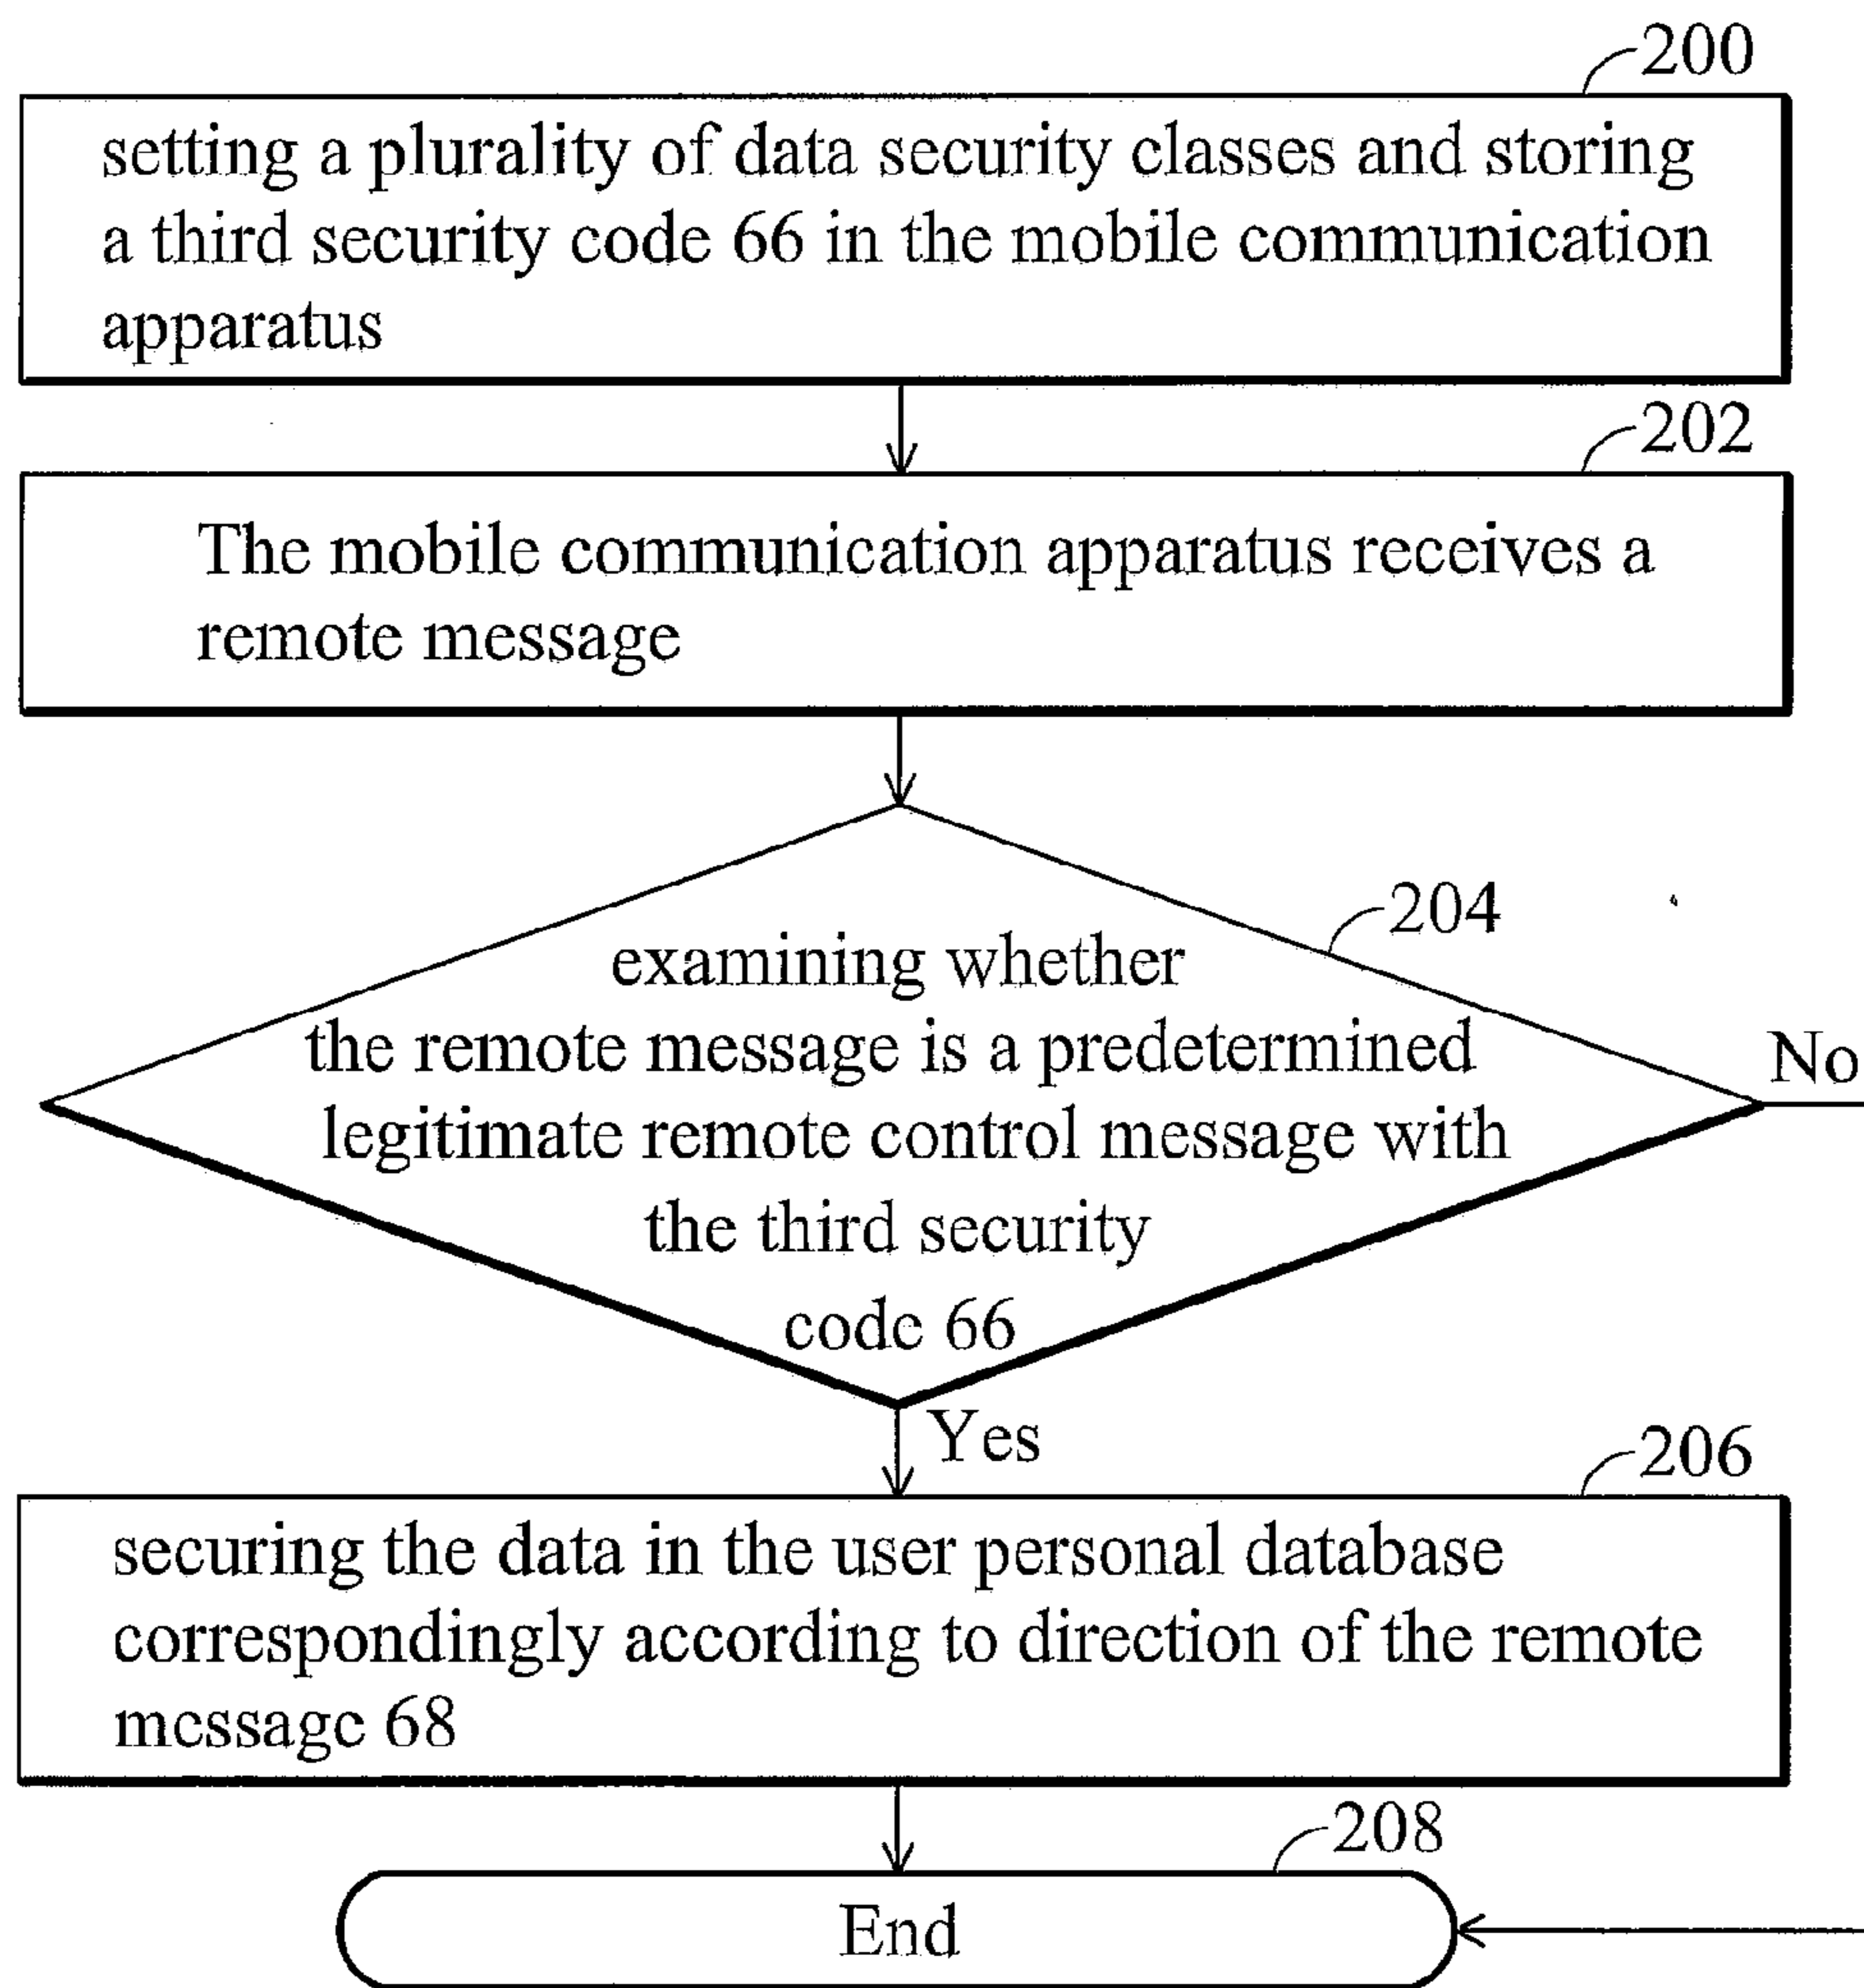 200
setting a plurality of data security classes and storing
a third security code 66 in the mobile communication
apparatus
202
The mobile communication apparatus receives a
remote message
204
examining whether
the remote message is a predetermined
legitimate remote control message with
the third security
code 66
No
Yes
206
securing the data in the user personal database
correspondingly according to direction of the remote
message 68
208
End